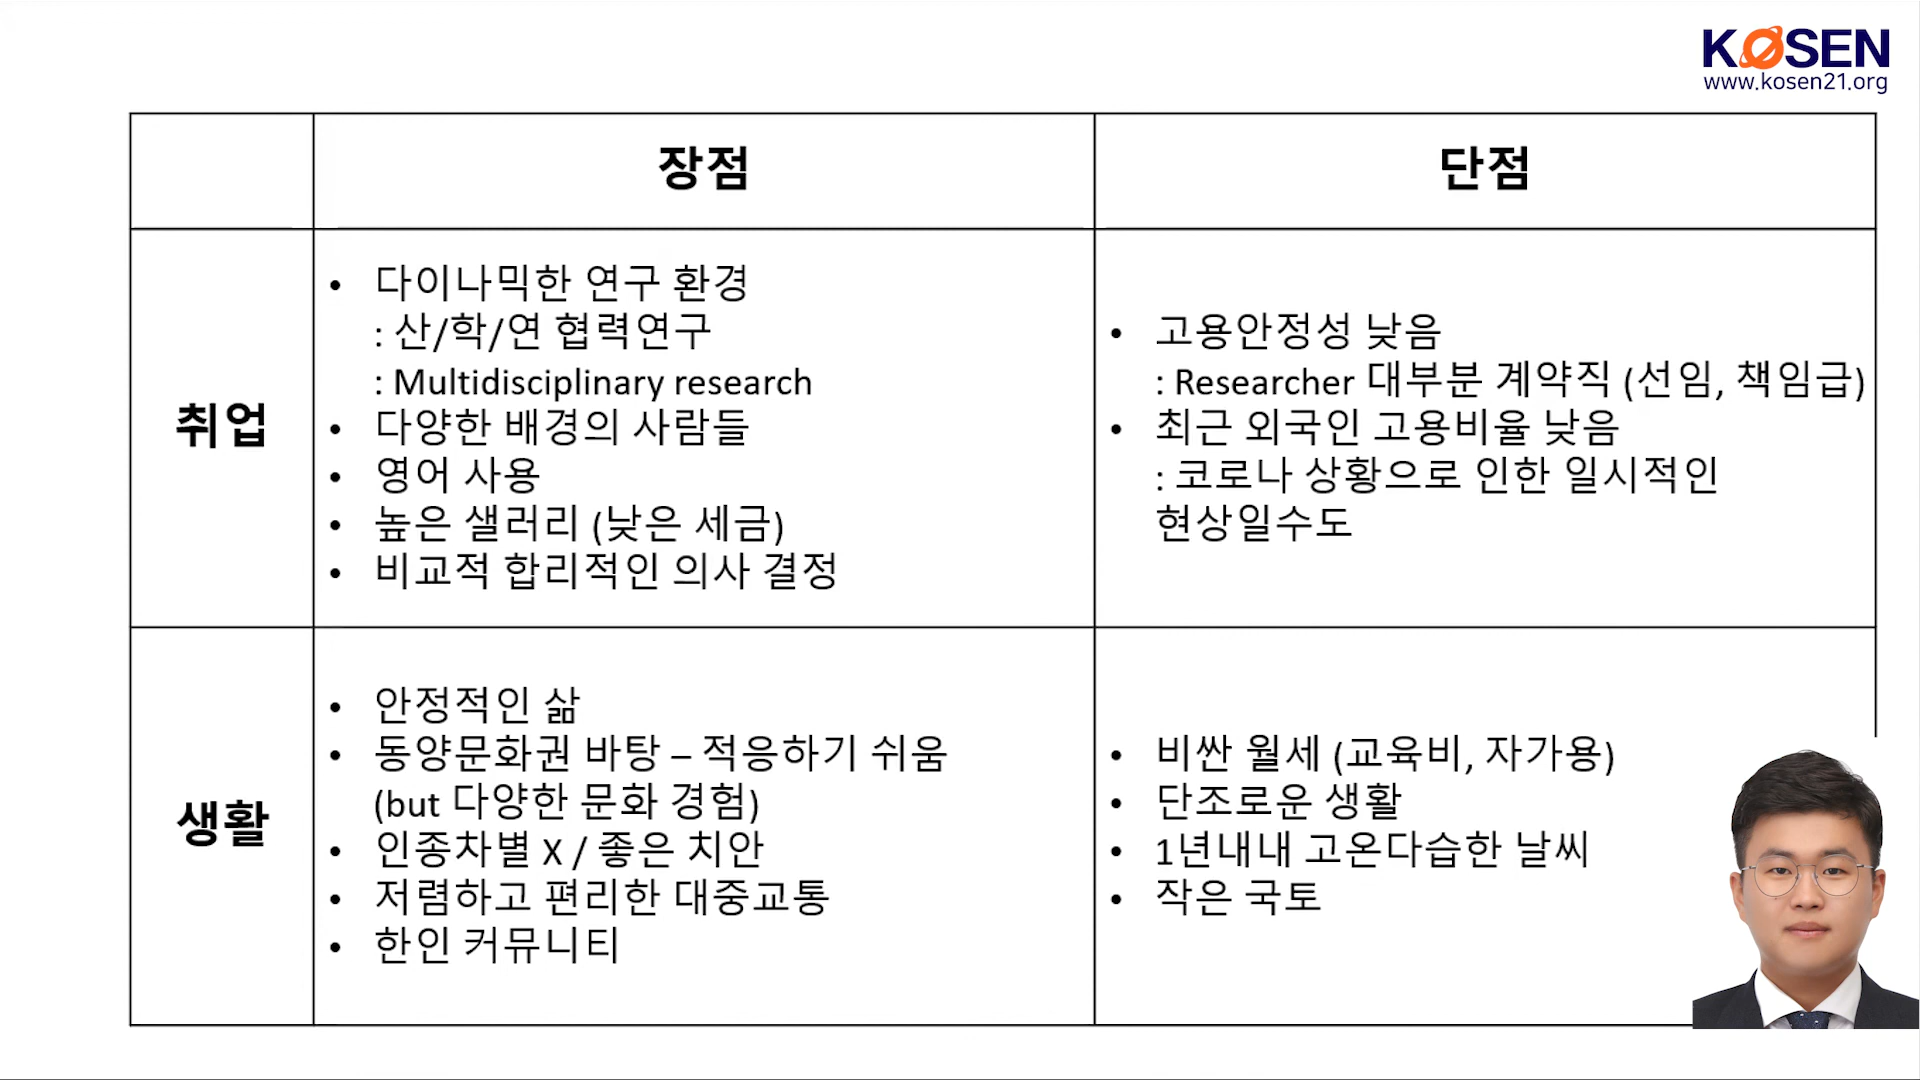 KOSEN
www.kosen21.org
장점
단점
취업
• 다이나믹한 연구 환경
: 산/학/연 협력연구
: Multidisciplinary research
• 다양한 배경의 사람들
• 영어 사용
• 높은 샐러리 (낮은 세금)
• 비교적 합리적인 의사 결정
• 고용안정성 낮음
: Researcher 대부분 계약직 (선임, 책임급)
• 최근 외국인 고용비율 낮음
: 코로나 상황으로 인한 일시적인
현상일수도
생활
• 안정적인 삶
• 동양문화권 바탕 – 적응하기 쉬움
(but 다양한 문화 경험)
• 인종차별 X / 좋은 치안
• 저렴하고 편리한 대중교통
• 한인 커뮤니티
• 비싼 월세 (교육비, 자가용)
• 단조로운 생활
• 1년내내 고온다습한 날씨
• 작은 국토